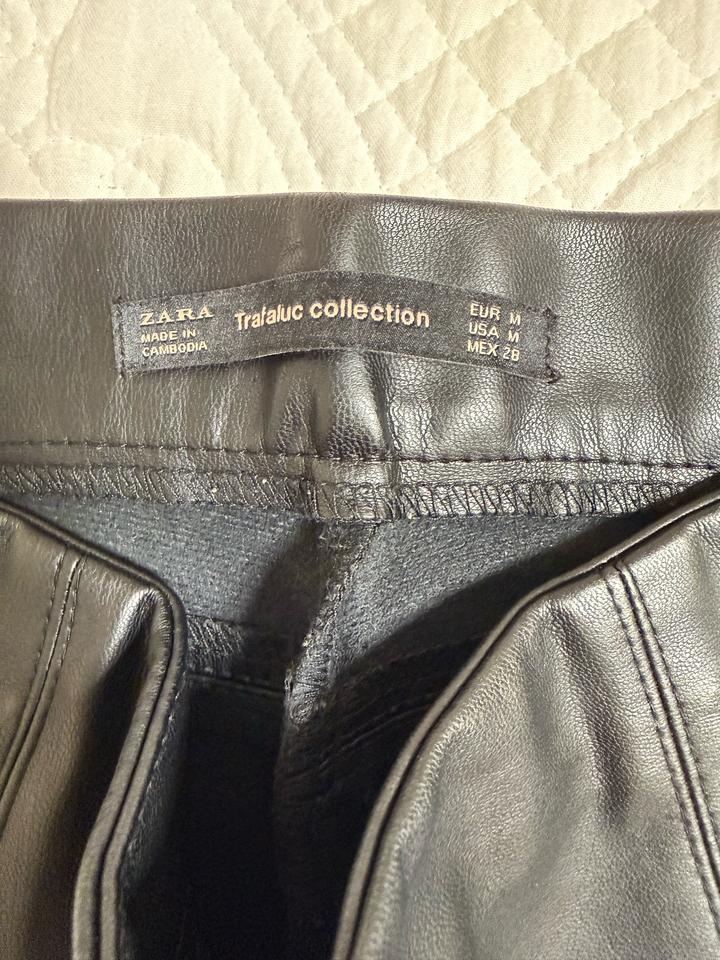 ZARA
MADE IN
CAMBODIA
Trafaluc collection
EUR M
USA M
MEX 28